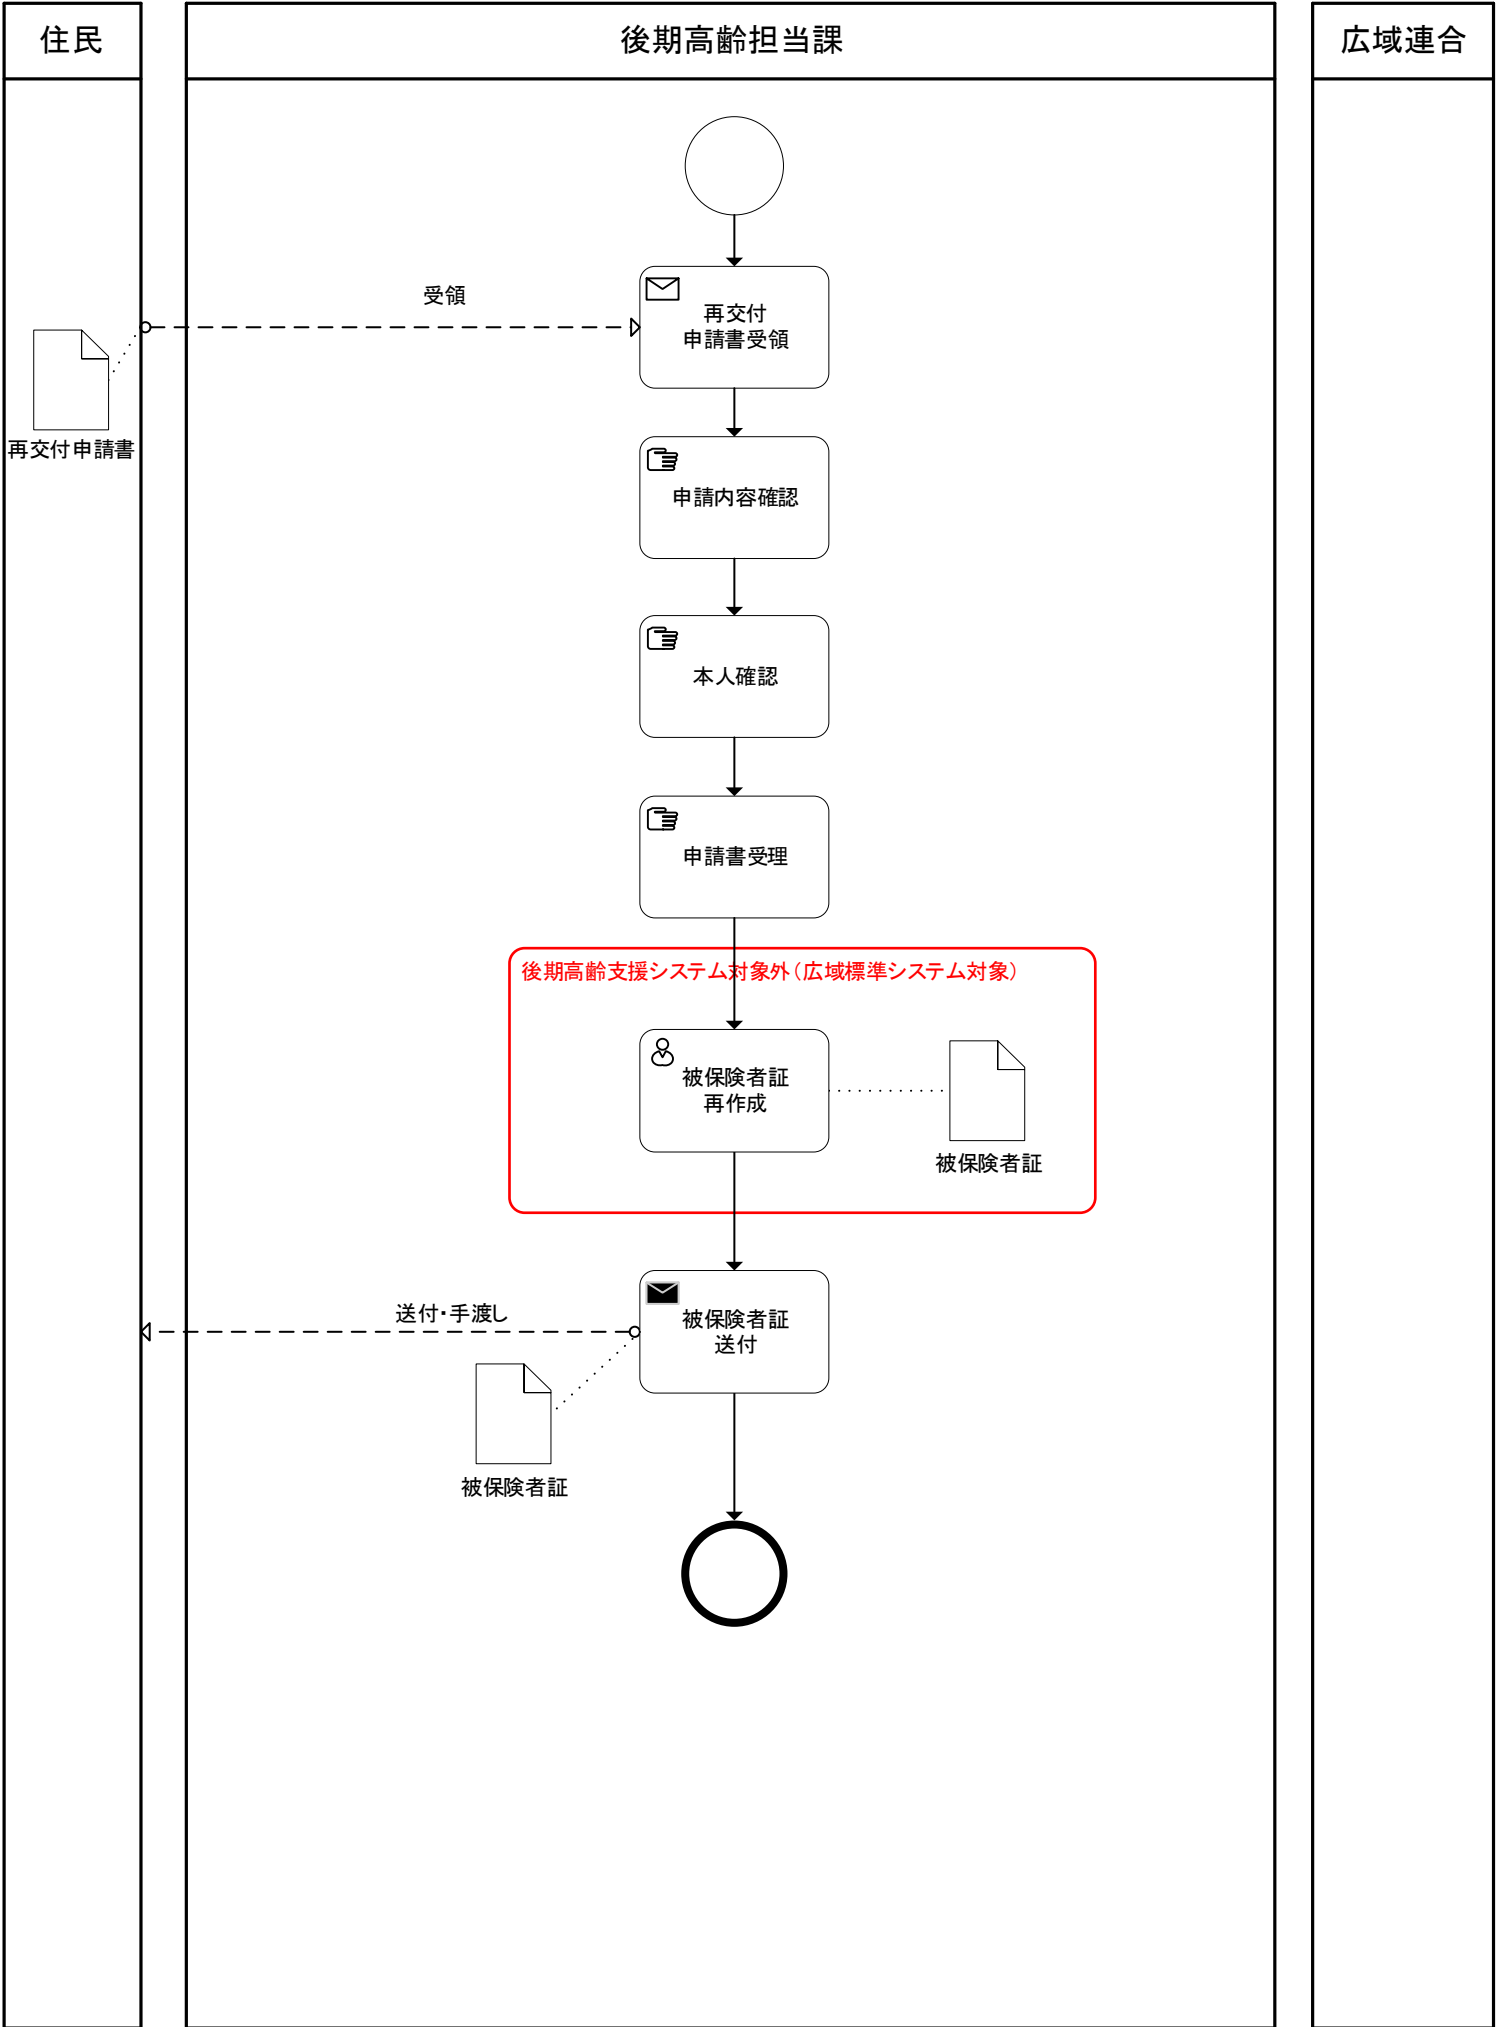 住民
後期高齢担当課
広域連合
受領
再交付
申請書受領
再交付申請書
申請内容確認
本人確認
申請書受理
後期高齢支援システム対象外（広域標準システム対象）
被保険者証
再作成
被保険者証
送付・手渡し
被保険者証
送付
被保険者証